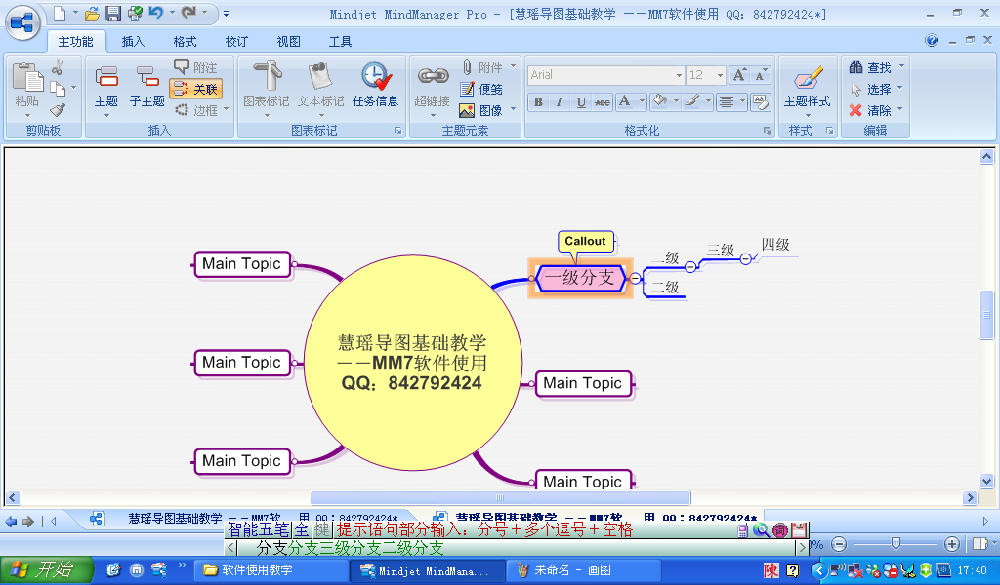 Mindjet MindManager Pro - [慧瑶导图基础教学 －－MM7软件使用 QQ：842792424*]
主功能 插入 格式 校订 视图 工具
粘贴
剪贴板
主题 子主题 附注 关联 边框
插入
图表标记 文本标记 任务信息
图表标记
超链接 附件 便笺 图像
主题元素
Arial 12
B I U ABC A
格式化
主题样式
样式
查找
选择
清除
编辑
Callout
Main Topic
一级分支
二级
三级
四级
二级
慧瑶导图基础教学
－－MM7软件使用
QQ：842792424
Main Topic
Main Topic
Main Topic
Main Topic
慧瑶导图基础教学 －－MM7软 用 QQ：842792424*
慧瑶导图基础教学 －－MM7软 用 QQ：842792424*
智能五笔 全 键 提示语句部分输入：分号＋多个逗号＋空格
分支分支三级分支二级分支
0%
开始
软件使用教学
Mindjet MindMana...
未命名 - 画图
17:40